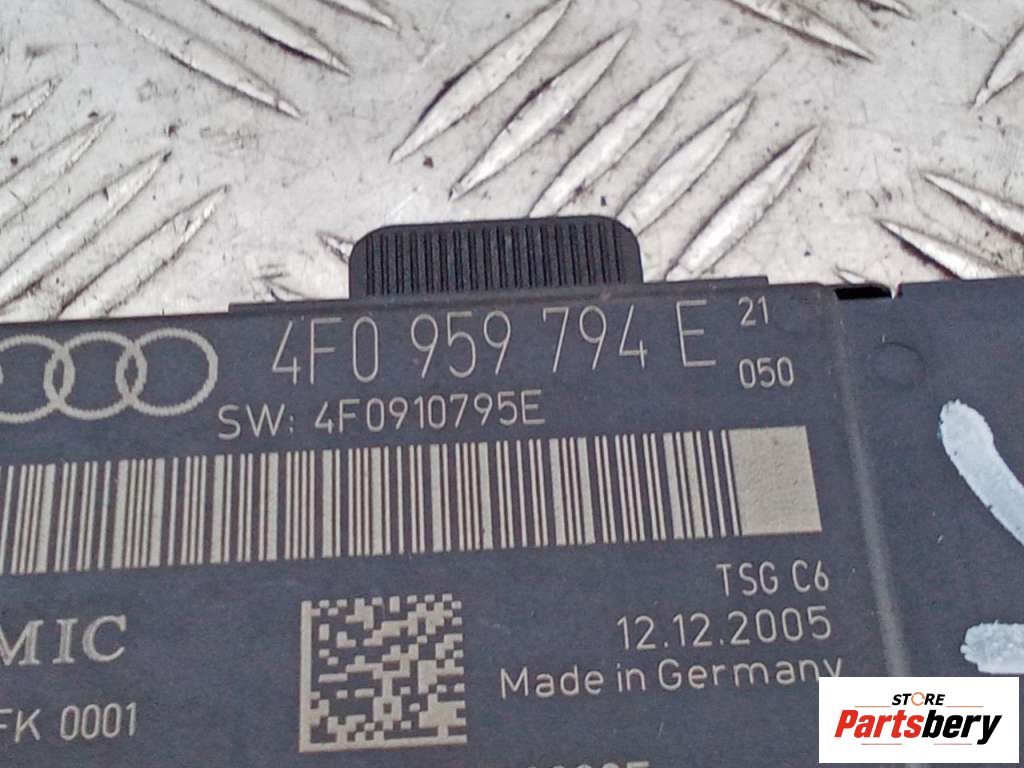 4F0 959 794 E 21
050
SW: 4F0910795E
TSG C6
MIC
12.12.2005
Made in Germany
FK 0001
STORE
Partsbery